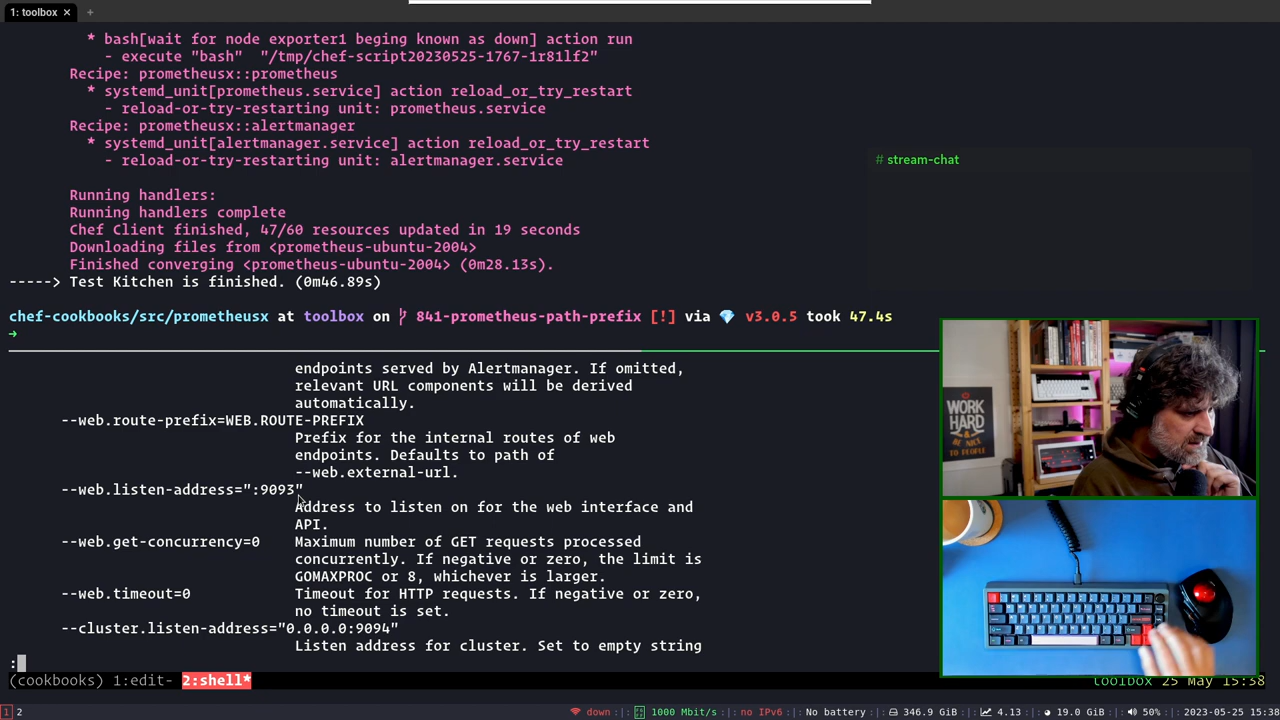 1: toolbox × +
* bash[wait for node exporter1 beging known as down] action run
- execute "bash"  "/tmp/chef-script20230525-1767-1r81lf2"
Recipe: prometheusx::prometheus
* systemd_unit[prometheus.service] action reload_or_try_restart
- reload-or-try-restarting unit: prometheus.service
Recipe: prometheusx::alertmanager
* systemd_unit[alertmanager.service] action reload_or_try_restart
- reload-or-try-restarting unit: alertmanager.service
# stream-chat
Running handlers:
Running handlers complete
Chef Client finished, 47/60 resources updated in 19 seconds
Downloading files from <prometheus-ubuntu-2004>
Finished converging <prometheus-ubuntu-2004> (0m28.13s).
-----> Test Kitchen is finished. (0m46.89s)
chef-cookbooks/src/prometheusx at toolbox on 841-prometheus-path-prefix [!] via 💎 v3.0.5 took 47.4s
→
endpoints served by Alertmanager. If omitted,
relevant URL components will be derived
automatically.
--web.route-prefix=WEB.ROUTE-PREFIX
Prefix for the internal routes of web
endpoints. Defaults to path of
--web.external-url.
--web.listen-address=":9093"
Address to listen on for the web interface and
API.
--web.get-concurrency=0 Maximum number of GET requests processed
concurrently. If negative or zero, the limit is
GOMAXPROC or 8, whichever is larger.
--web.timeout=0 Timeout for HTTP requests. If negative or zero,
no timeout is set.
--cluster.listen-address="0.0.0.0:9094"
Listen address for cluster. Set to empty string
:
WORK
HARD
& BE
NICE
TO PEOPLE
(cookbooks) 1:edit- 2:shell* toolbox 25 May 15:38
1 2 down :|: 1000 Mbit/s :|: no IPv6 :|: No battery :|: 346.9 GiB :|: 4.13 :|: 19.0 GiB :|: 50% :|: 2023-05-25 15:38